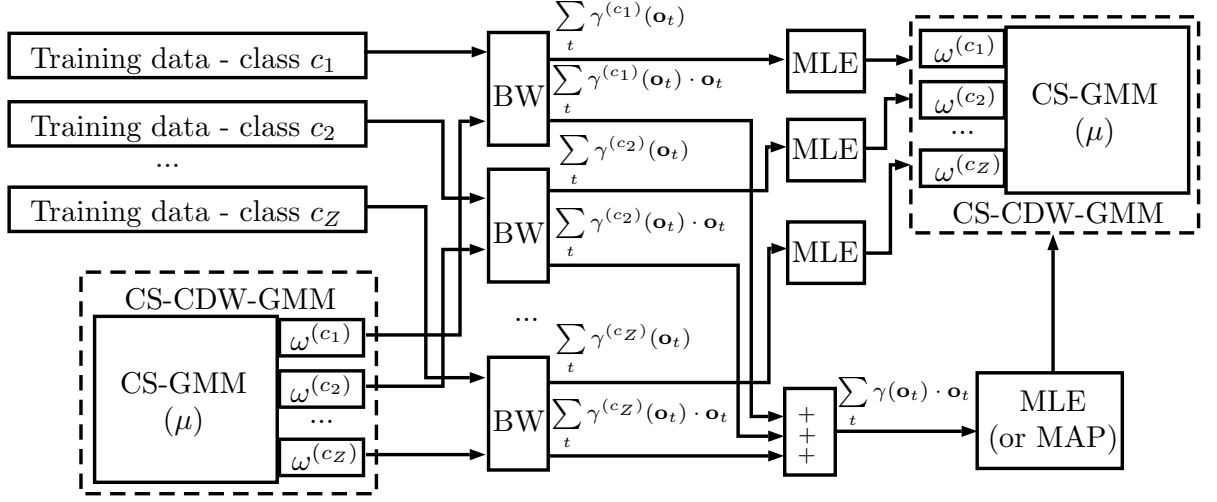 Training data - class c₁
Training data - class c₂
...
Training data - class c_Z
CS-CDW-GMM
CS-GMM
(μ)
ω^(c₁)
ω^(c₂)
...
ω^(c_Z)
BW
∑_t γ^(c₁)(o_t)
∑_t γ^(c₁)(o_t) · o_t
BW
∑_t γ^(c₂)(o_t)
∑_t γ^(c₂)(o_t) · o_t
...
BW
∑_t γ^(c_Z)(o_t)
∑_t γ^(c_Z)(o_t) · o_t
MLE
MLE
MLE
+
+
+
∑_t γ(o_t) · o_t
MLE
(or MAP)
ω^(c₁)
ω^(c₂)
...
ω^(c_Z)
CS-GMM
(μ)
CS-CDW-GMM